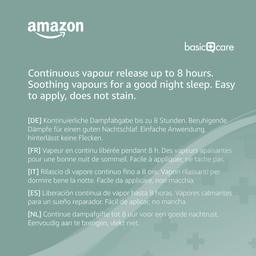 amazon
basic care
Continuous vapour release up to 8 hours.
Soothing vapours for a good night sleep. Easy
to apply, does not stain.
[DE] Kontinuierliche Dampfabgabe bis zu 8 Stunden. Beruhigende
Dämpfe für einen guten Nachtschlaf. Einfache Anwendung,
hinterlässt keine Flecken.
[FR] Vapeur en continu libérée pendant 8 h. Des vapeurs apaisantes
pour une bonne nuit de sommeil. Facile à appliquer, ne tache pas.
[IT] Rilascio di vapore continuo fino a 8 ore. Vapori rilassanti per
dormire bene la notte. Facile da applicare, non macchia.
[ES] Liberación continua de vapor hasta 8 horas. Vapores calmantes
para un sueño reparador. Fácil de aplicar, no mancha.
[NL] Continue dampafgifte tot 8 uur voor een goede nachtrust.
Eenvoudig aan te brengen, vlekt niet.